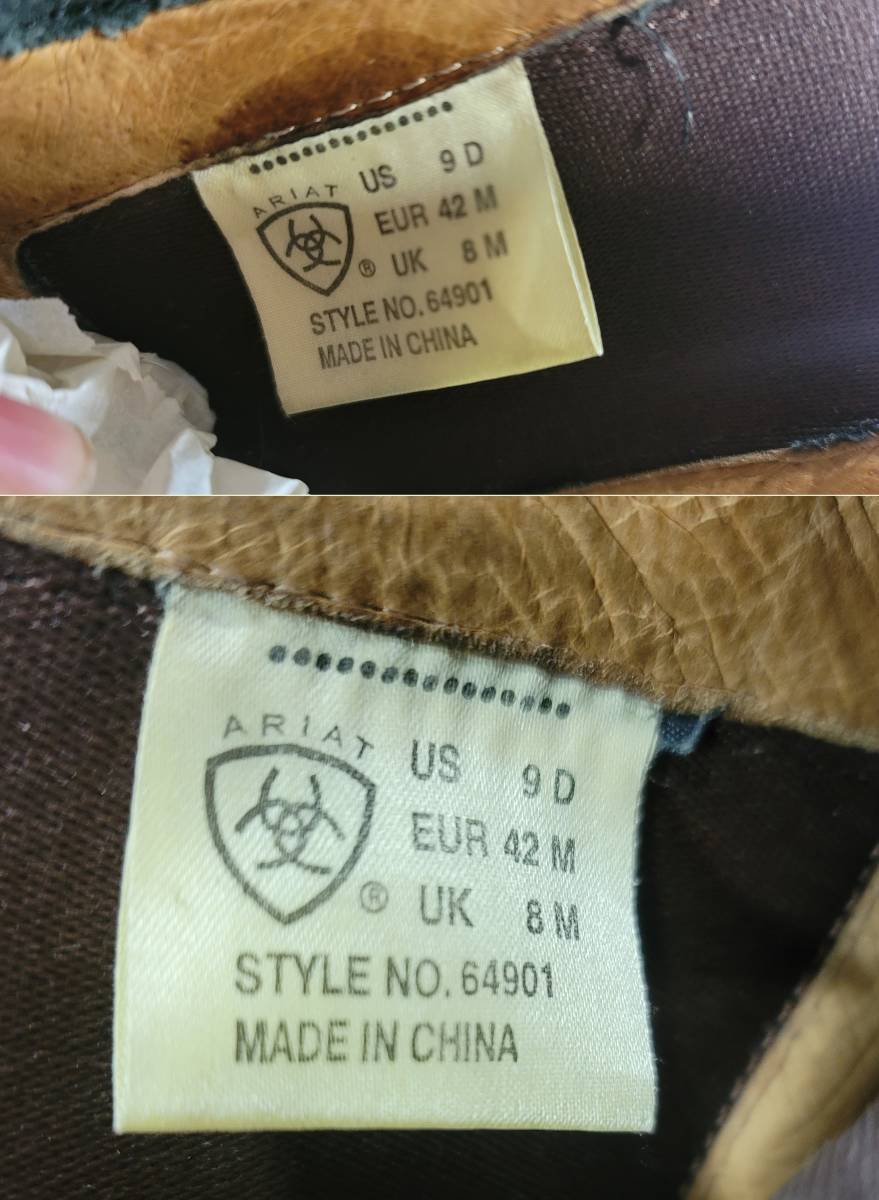 ARIAT
US 9 D
EUR 42 M
® UK 8 M
STYLE NO. 64901
MADE IN CHINA
ARIAT
US 9 D
EUR 42 M
® UK 8 M
STYLE NO. 64901
MADE IN CHINA